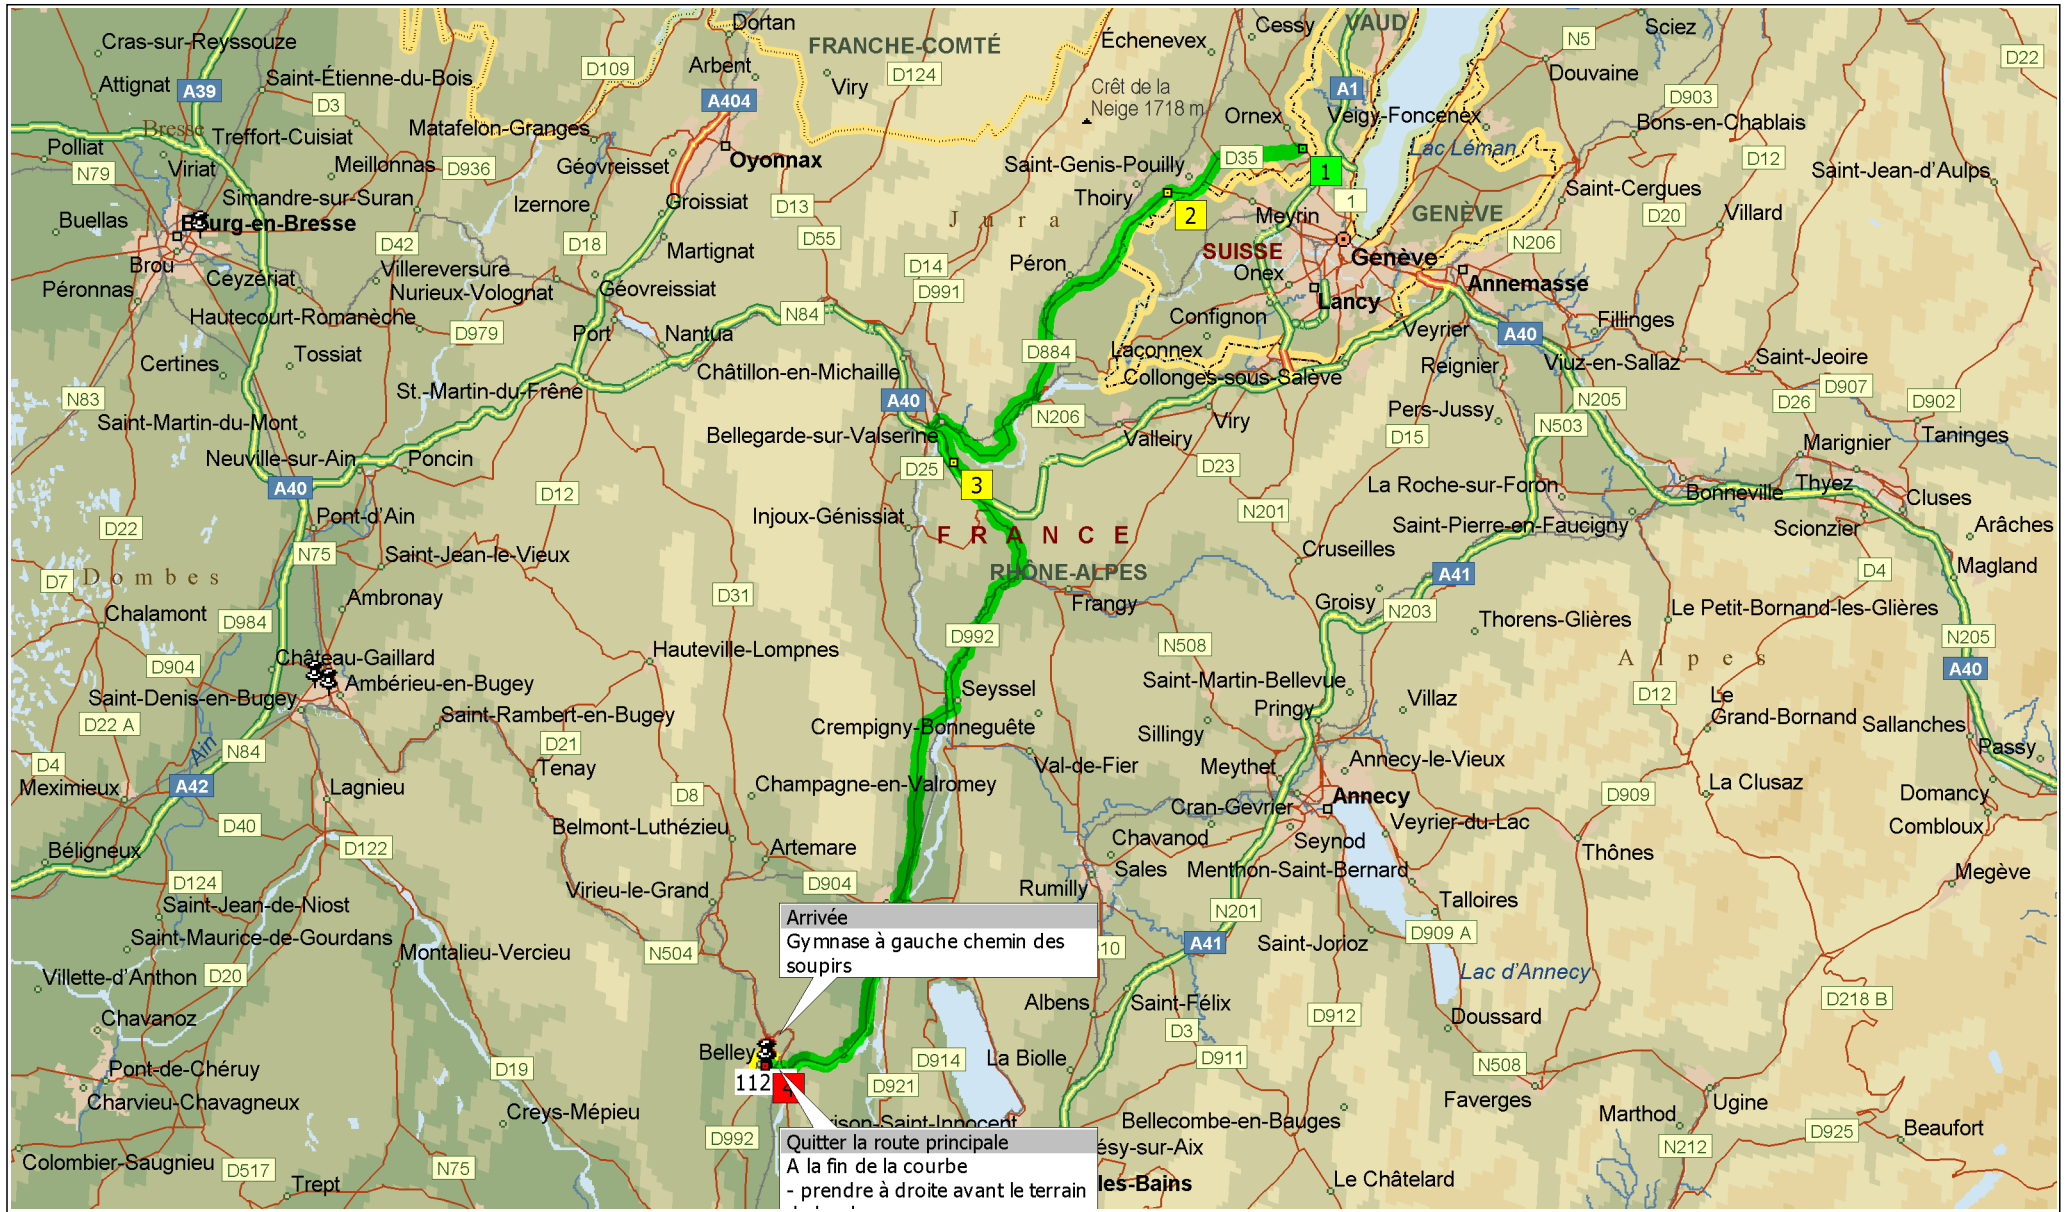 Dortan
Cras-sur-Reyssouze
FRANCHE-COMTÉ
Échenevex
Cessy
VAUD
Sciez
N5
D22
Attignat
A39
Saint-Étienne-du-Bois
D109
Arbent
Viry
D124
Crêt de la
Neige 1718 m
A1
Douvaine
D903
D3
A404
Bresse
Treffort-Cuisiat
Matafelon-Granges
Ornex
Veigy-Foncenex
Bons-en-Chablais
Polliat
N79
Viriat
Meillonnas
D936
Géovreisset
Oyonnax
Saint-Genis-Pouilly
D35
1
Lac Léman
D12
Saint-Jean-d'Aulps
Simandre-sur-Suran
Izernore
Groissiat
D13
Thoiry
2
Meyrin
1
GENÈVE
Saint-Cergues
D20
Villard
Buellas
Bourg-en-Bresse
D42
D18
Martignat
D55
Jura
SUISSE
Genève
N206
Brou
Ceyzériat
Villereversure
Nurieux-Volognat
Géovreissiat
D14
D991
Péron
Onex
Lancy
Annemasse
Péronnas
Hautecourt-Romanèche
D979
Port
Nantua
N84
Confignon
Veyrier
A40
Fillinges
Certines
Tossiat
Châtillon-en-Michaille
D884
Laconnex
Collonges-sous-Salève
Reignier
Viuz-en-Sallaz
Saint-Jeoire
D907
N83
St.-Martin-du-Frêne
A40
N206
Viry
Pers-Jussy
N205
D26
D902
Saint-Martin-du-Mont
Bellegarde-sur-Valserine
Valleiry
D15
N503
Marignier
Taninges
Neuville-sur-Ain
Poncin
D25
D23
A40
D12
3
La Roche-sur-Foron
Bonneville
Thyez
Cluses
D22
Pont-d'Ain
Injoux-Génissiat
FRANCE
N201
Saint-Pierre-en-Faucigny
Scionzier
Arâches
N75
Saint-Jean-le-Vieux
Cruseilles
D7
Dombes
RHÔNE-ALPES
A41
D4
Magland
Chalamont
D984
Ambronay
D31
Frangy
Groisy
N203
Thorens-Glières
Le Petit-Bornand-les-Glières
D904
Château-Gaillard
Hauteville-Lompnes
D992
N508
Alpes
N205
A40
Ambérieu-en-Bugey
Seyssel
Saint-Martin-Bellevue
Villaz
D12
Le
Grand-Bornand
Saint-Denis-en-Bugey
D22 A
Saint-Rambert-en-Bugey
Crempigny-Bonneguête
Pringy
Sillingy
Sallanches
Ain
N84
D21
D4
Tenay
Val-de-Fier
Meythet
Annecy-le-Vieux
Passy
Meximieux
A42
Lagnieu
D8
Champagne-en-Valromey
Cran-Gevrier
Annecy
D909
La Clusaz
Domancy
D40
Belmont-Luthézieu
Chavanod
Veyrier-du-Lac
Combloux
Béligneux
D122
Artemare
Seynod
Thônes
D124
Virieu-le-Grand
D904
Rumilly
Sales
Menthon-Saint-Bernard
Megève
Saint-Jean-de-Niost
Talloires
Arrivée
Gymnase à gauche chemin des
soupirs
N201
Saint-Maurice-de-Gourdans
Montalieu-Vercieu
N504
910
A41
Saint-Jorioz
D909 A
Villette-d'Anthon
D20
Lac d'Annecy
Albens
Saint-Félix
D218 B
Chavanoz
D3
D912
Doussard
Belley
D914
La Biolle
D911
N508
Pont-de-Chéruy
D19
112
4
D921
Charvieu-Chavagneux
Creys-Mépieu
Faverges
Marthod
Ugine
D992
rison-Saint-Innocent
Bellecombe-en-Bauges
D925
Beaufort
Quitter la route principale
A la fin de la courbe
- prendre à droite avant le terrain
ésy-sur-Aix
N212
Colombier-Saugnieu
D517
N75
Trept
les-Bains
Le Châtelard